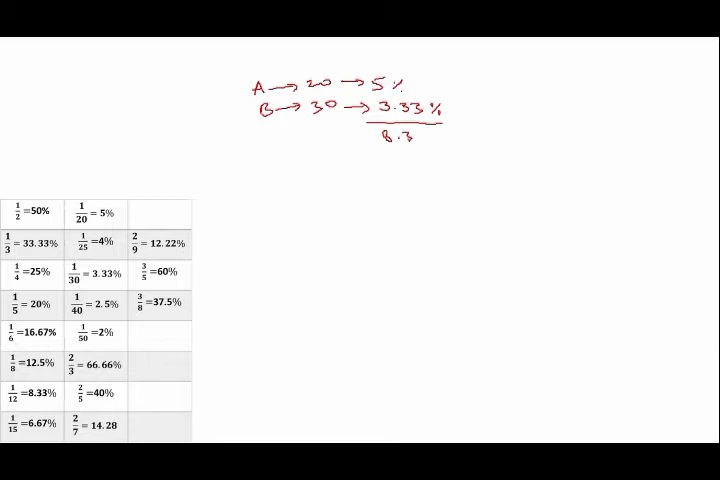 A → 20 → 5 %
B → 30 → 3.33 %
8.3
1/2 =50% 1/20 = 5%
1/3 = 33.33% 1/25 =4% 2/9 = 12.22%
1/4 =25% 1/30 = 3.33% 3/5 =60%
1/5 = 20% 1/40 = 2.5% 3/8 =37.5%
1/6 =16.67% 1/50 =2%
1/8 =12.5% 2/3 = 66.66%
1/12 =8.33% 2/5 =40%
1/15 =6.67% 2/7 = 14.28